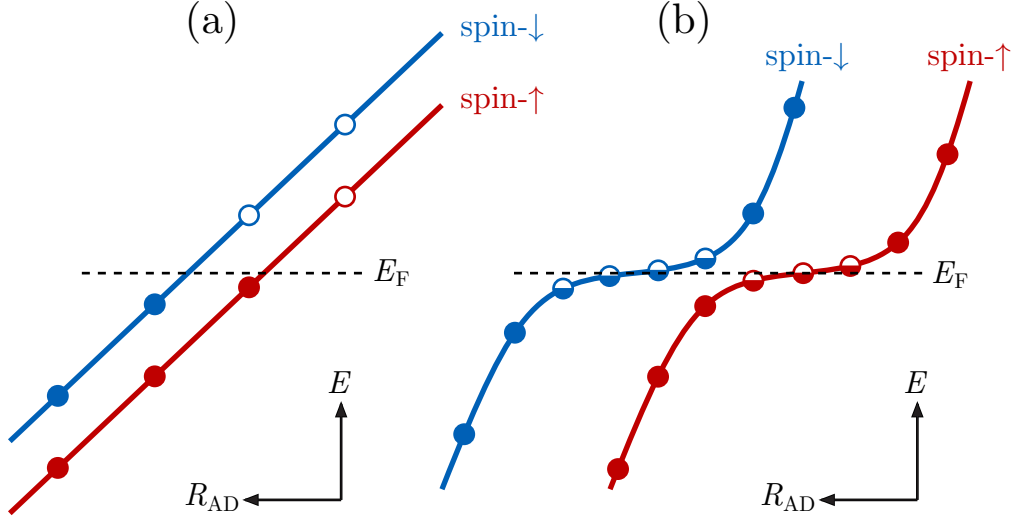 (a)
spin-↓
spin-↑
E_F
E
R_AD
(b)
spin-↓
spin-↑
E_F
E
R_AD